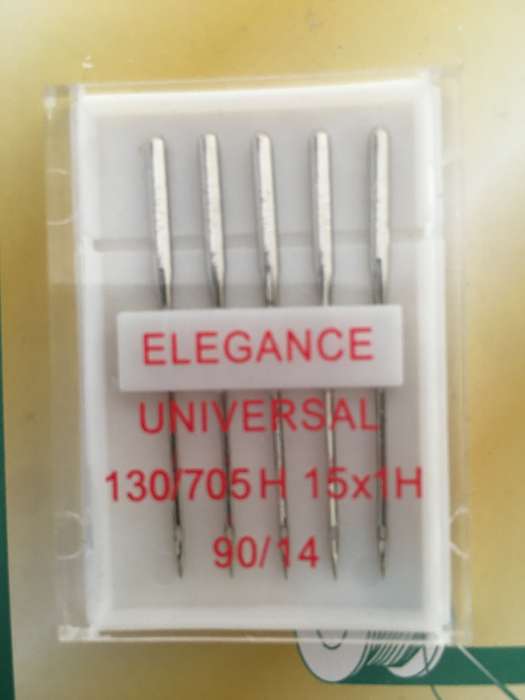 ELEGANCE
UNIVERSAL
130/705 H 15x1H
90/14